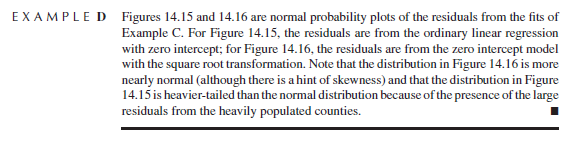 EXAMPLE D Figures 14.15 and 14.16 are normal probability plots of the residuals from the fits of
Example C. For Figure 14.15, the residuals are from the ordinary linear regression
with zero intercept; for Figure 14.16, the residuals are from the zero intercept model
with the square root transformation. Note that the distribution in Figure 14.16 is more
nearly normal (although there is a hint of skewness) and that the distribution in Figure
14.15 is heavier-tailed than the normal distribution because of the presence of the large
residuals from the heavily populated counties. ■